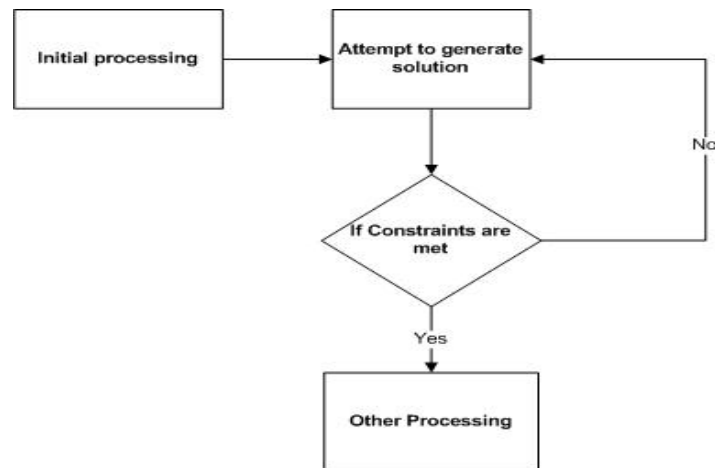 Initial processing
Attempt to generate
solution
No
If Constraints are
met
Yes
Other Processing